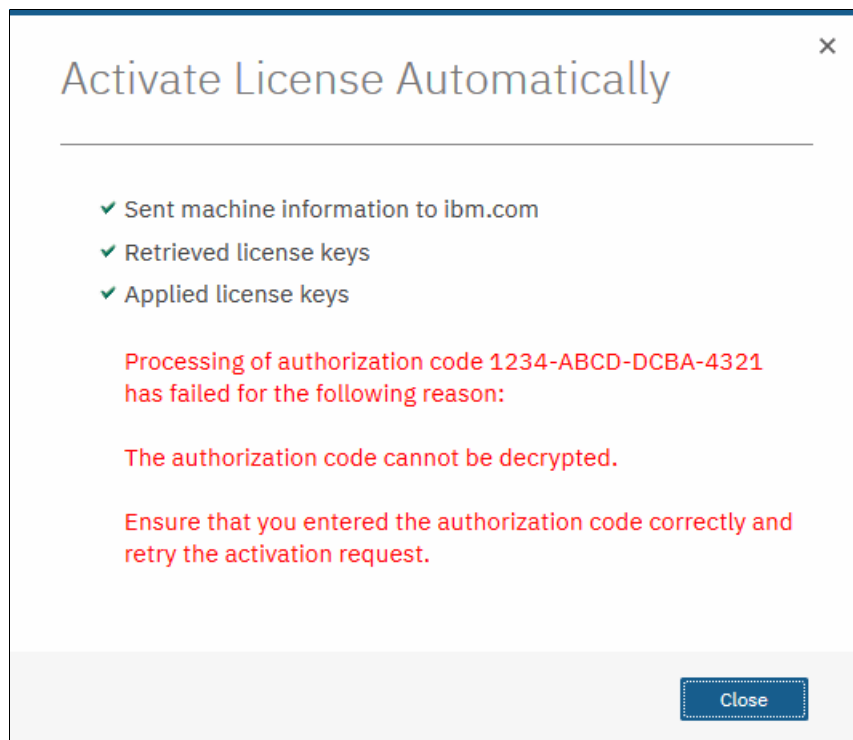 Activate License Automatically
Sent machine information to ibm.com
Retrieved license keys
Applied license keys
Processing of authorization code 1234-ABCD-DCBA-4321
has failed for the following reason:
The authorization code cannot be decrypted.
Ensure that you entered the authorization code correctly and
retry the activation request.
Close